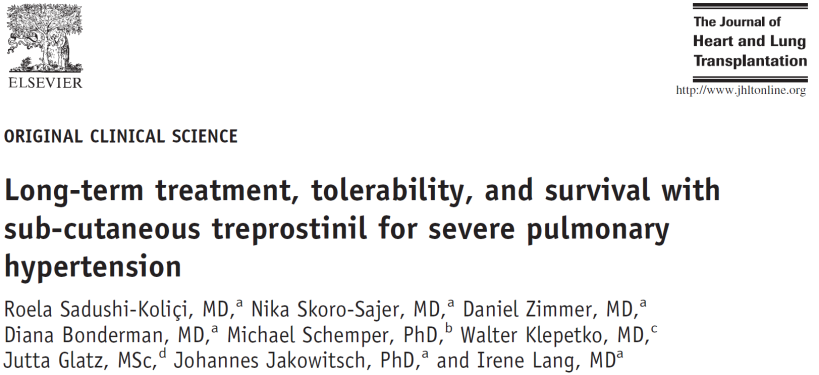 ELSEVIER
The Journal of
Heart and Lung
Transplantation
http://www.jhltonline.org
ORIGINAL CLINICAL SCIENCE
Long-term treatment, tolerability, and survival with
sub-cutaneous treprostinil for severe pulmonary
hypertension
Roela Sadushi-Koliçi, MD,ᵃ Nika Skoro-Sajer, MD,ᵃ Daniel Zimmer, MD,ᵃ
Diana Bonderman, MD,ᵃ Michael Schemper, PhD,ᵇ Walter Klepetko, MD,ᶜ
Jutta Glatz, MSc,ᵈ Johannes Jakowitsch, PhD,ᵃ and Irene Lang, MDᵃ